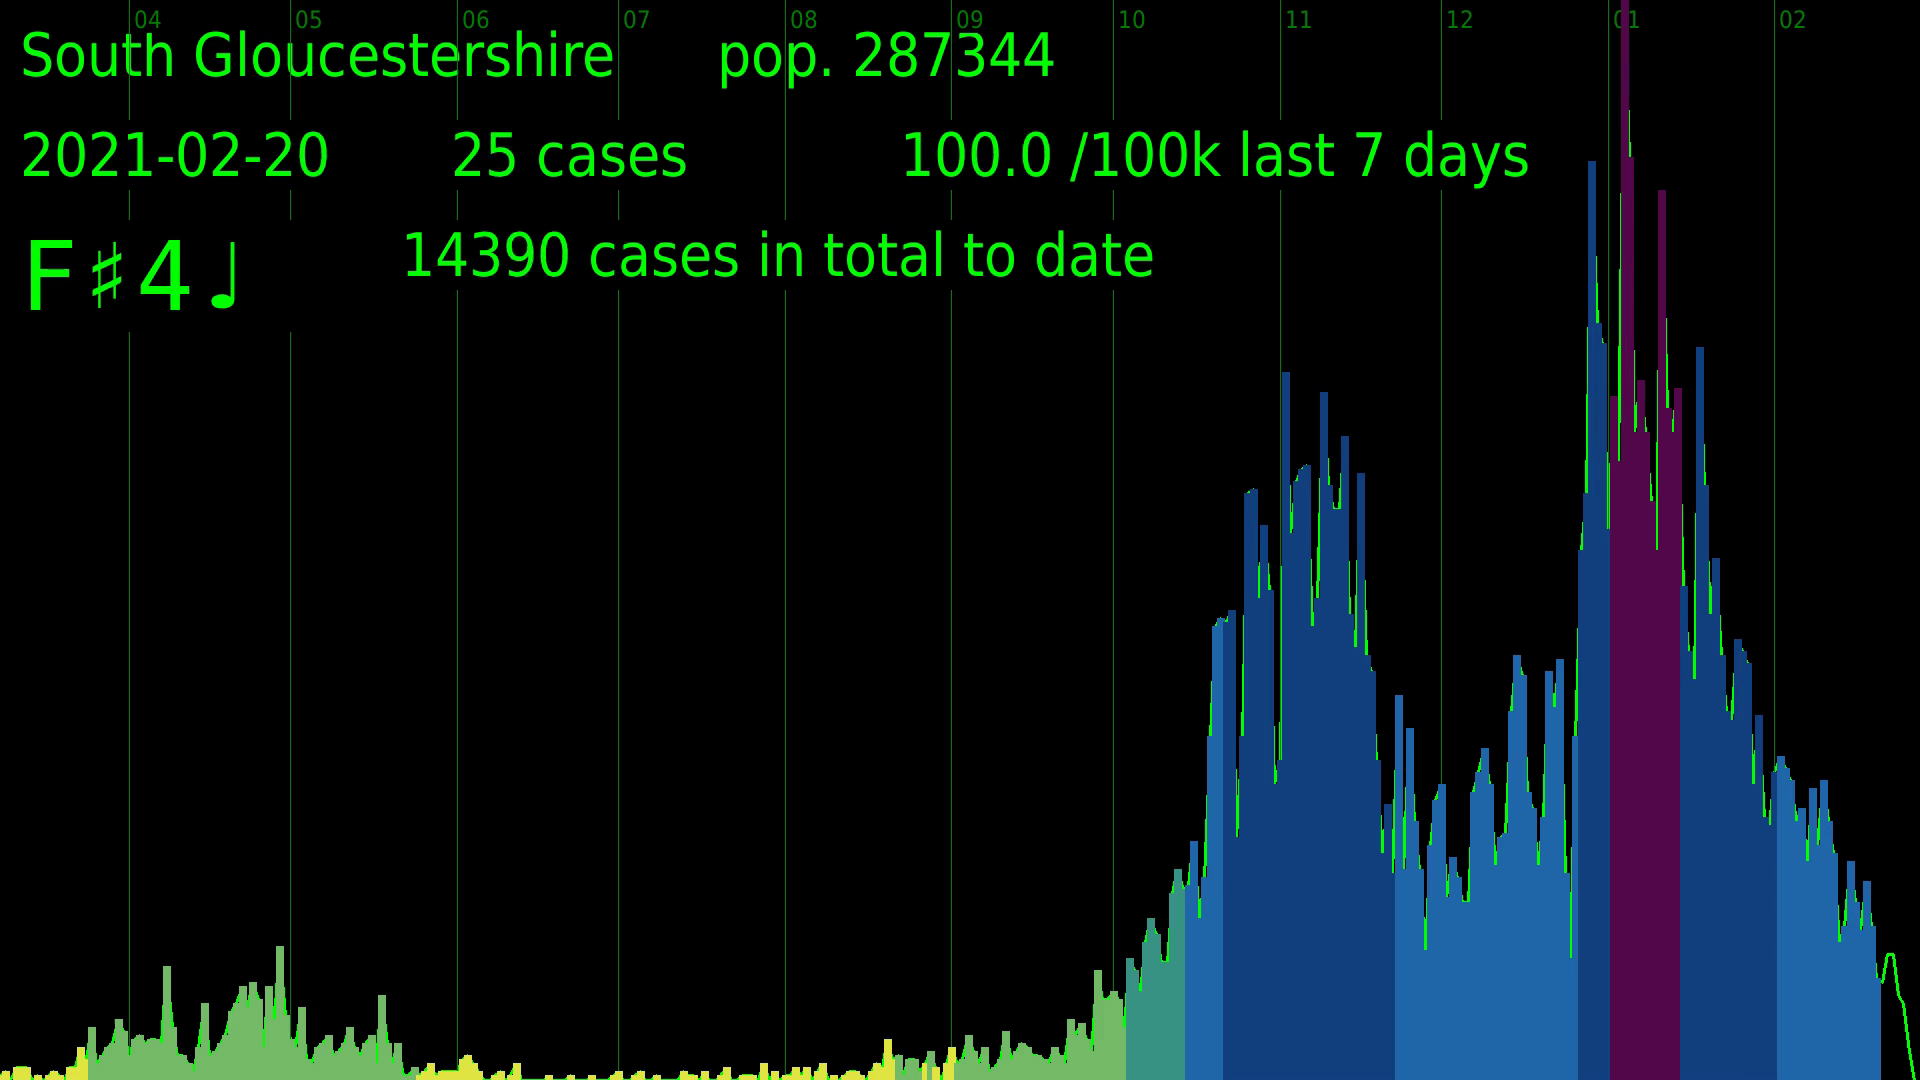 04 05 06 07 08 09 10 11 12 01 02
South Gloucestershire pop. 287344
2021-02-20 25 cases 100.0 /100k last 7 days
F♯4♩ 14390 cases in total to date